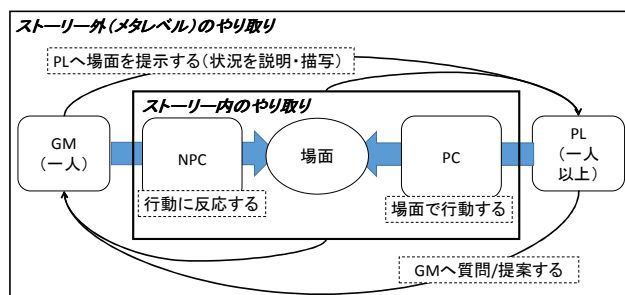 ストーリー外（メタレベル）のやり取り
PLへ場面を提示する（状況を説明・描写）
ストーリー内のやり取り
GM
（一人）
NPC
場面
PC
PL
（一人
以上）
行動に反応する
場面で行動する
GMへ質問/提案する